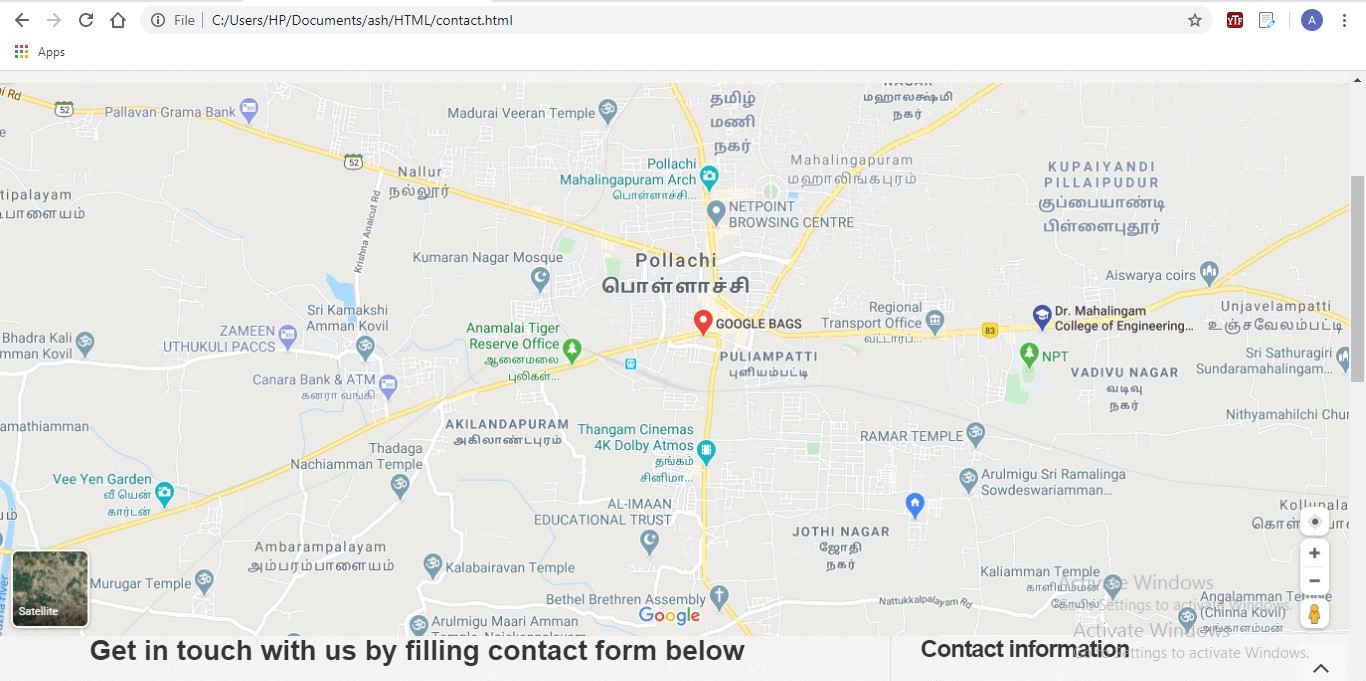 File
C:/Users/HP/Documents/ash/HTML/contact.html
Apps
52
Pallavan Grama Bank
Madurai Veeran Temple
தமிழ்
மணி
நகர்
மஹாலக்ஷ்மி
நகர்
52
Nallur
நல்லூர்
Pollachi
Mahalingapuram Arch
பொள்ளாச்சி...
Mahalingapuram
மஹாலிங்கபுரம்
KUPAIYANDI
PILLAIPUDUR
குப்பையாண்டி
பிள்ளைபுதூர்
tipalayam
Krishna Anaicut Rd
NETPOINT
BROWSING CENTRE
Kumaran Nagar Mosque
Pollachi
பொள்ளாச்சி
Aiswarya coirs
Sri Kamakshi
Amman Kovil
Unjavelampatti
உஞ்சவேலம்பட்டி
ZAMEEN
UTHUKULI PACCS
Bhadra Kali
mman Kovil
Anamalai Tiger
Reserve Office
ஆனைமலை
புலிகள்...
GOOGLE BAGS
Regional
Transport Office
வட்டாரப்...
83
Dr. Mahalingam
College of Engineering...
NPT
PULIAMPATTI
புளியம்பட்டி
VADIVU NAGAR
வடிவு
நகர்
Sri Sathuragiri
Sundaramahalingam...
Canara Bank & ATM
கனரா வங்கி
AKILANDAPURAM
அகிலாண்டபுரம்
Thangam Cinemas
4K Dolby Atmos
தங்கம்
சினிமா...
RAMAR TEMPLE
Nithyamahilchi Chur
amathiamman
Thadaga
Nachiamman Temple
Arulmigu Sri Ramalinga
Sowdeswariamman...
Vee Yen Garden
வீ யென்
கார்டன்
AL-IMAAN
EDUCATIONAL TRUST
JOTHI NAGAR
ஜோதி
நகர்
Kollupala
Ambarampalayam
அம்பரம்பாளையம்
Kalabairavan Temple
Murugar Temple
Kaliamman Temple
காளியம்மன்
கோயில்
Bethel Brethren Assembly
Nattukkalpalayam Rd
Angalamman Temple
(Chinna Kovil)
அங்காளம்மன்
Satellite
Google
Arulmigu Maari Amman
Activate Windows
Go to Settings to activate Windows.
Get in touch with us by filling contact form below
Contact information
Activate Windows
Go to Settings to activate Windows.